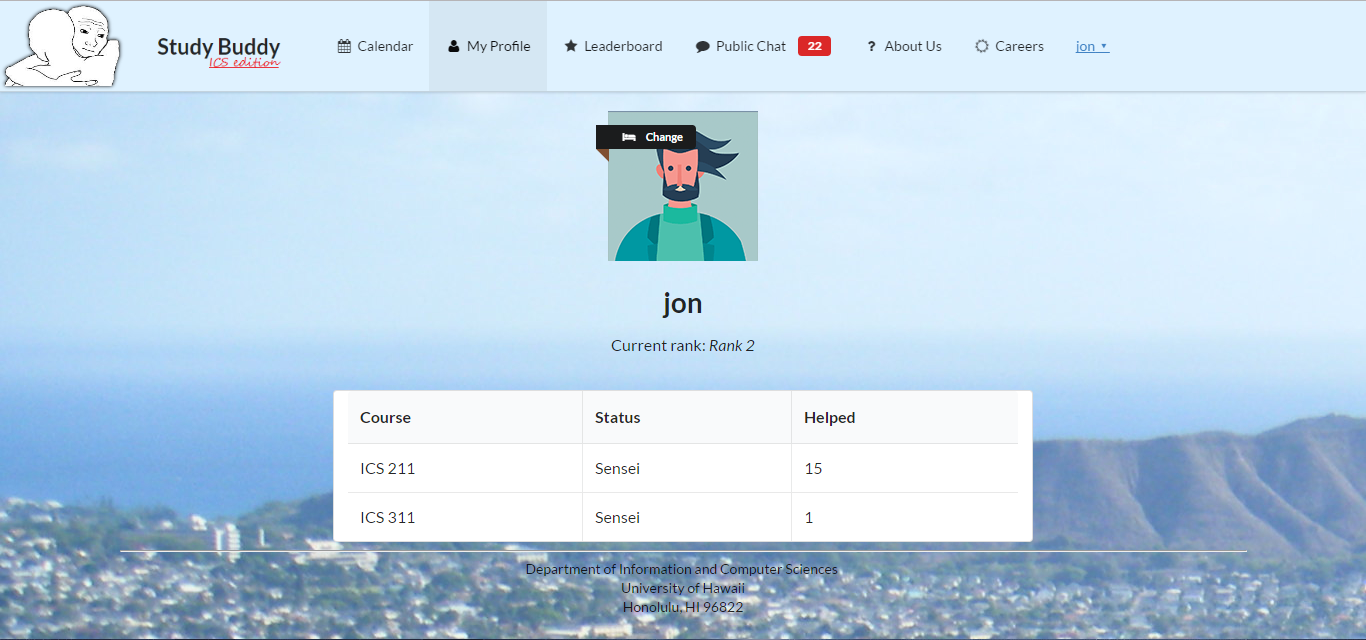 Study Buddy
ICS edition
Calendar
My Profile
Leaderboard
Public Chat 22
? About Us
Careers
jon
Change
jon
Current rank: Rank 2
Course Status Helped
ICS 211 Sensei 15
ICS 311 Sensei 1
Department of Information and Computer Sciences
University of Hawaii
Honolulu, HI 96822